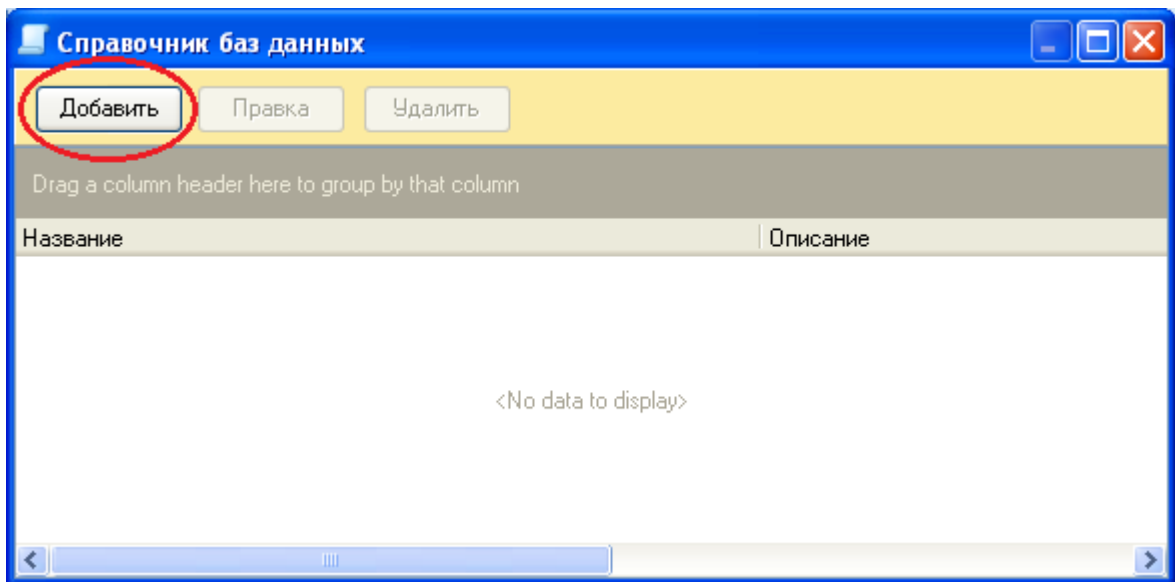 Справочник баз данных
Добавить Правка Удалить
Drag a column header here to group by that column
Название Описание
<No data to display>